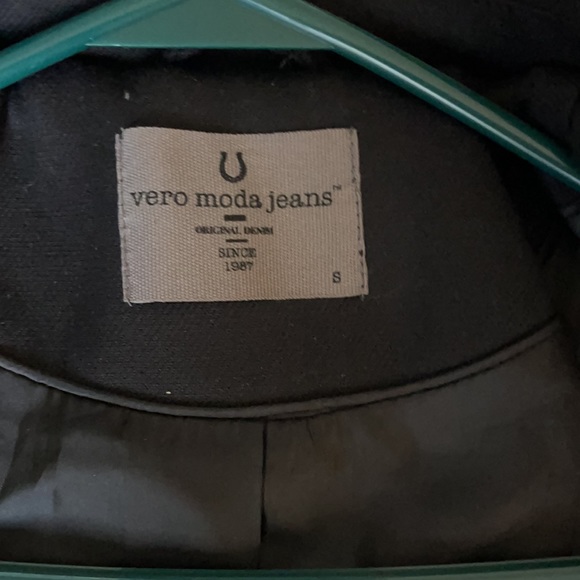 vero moda jeans™
ORIGINAL DENIM
SINCE
1987
S